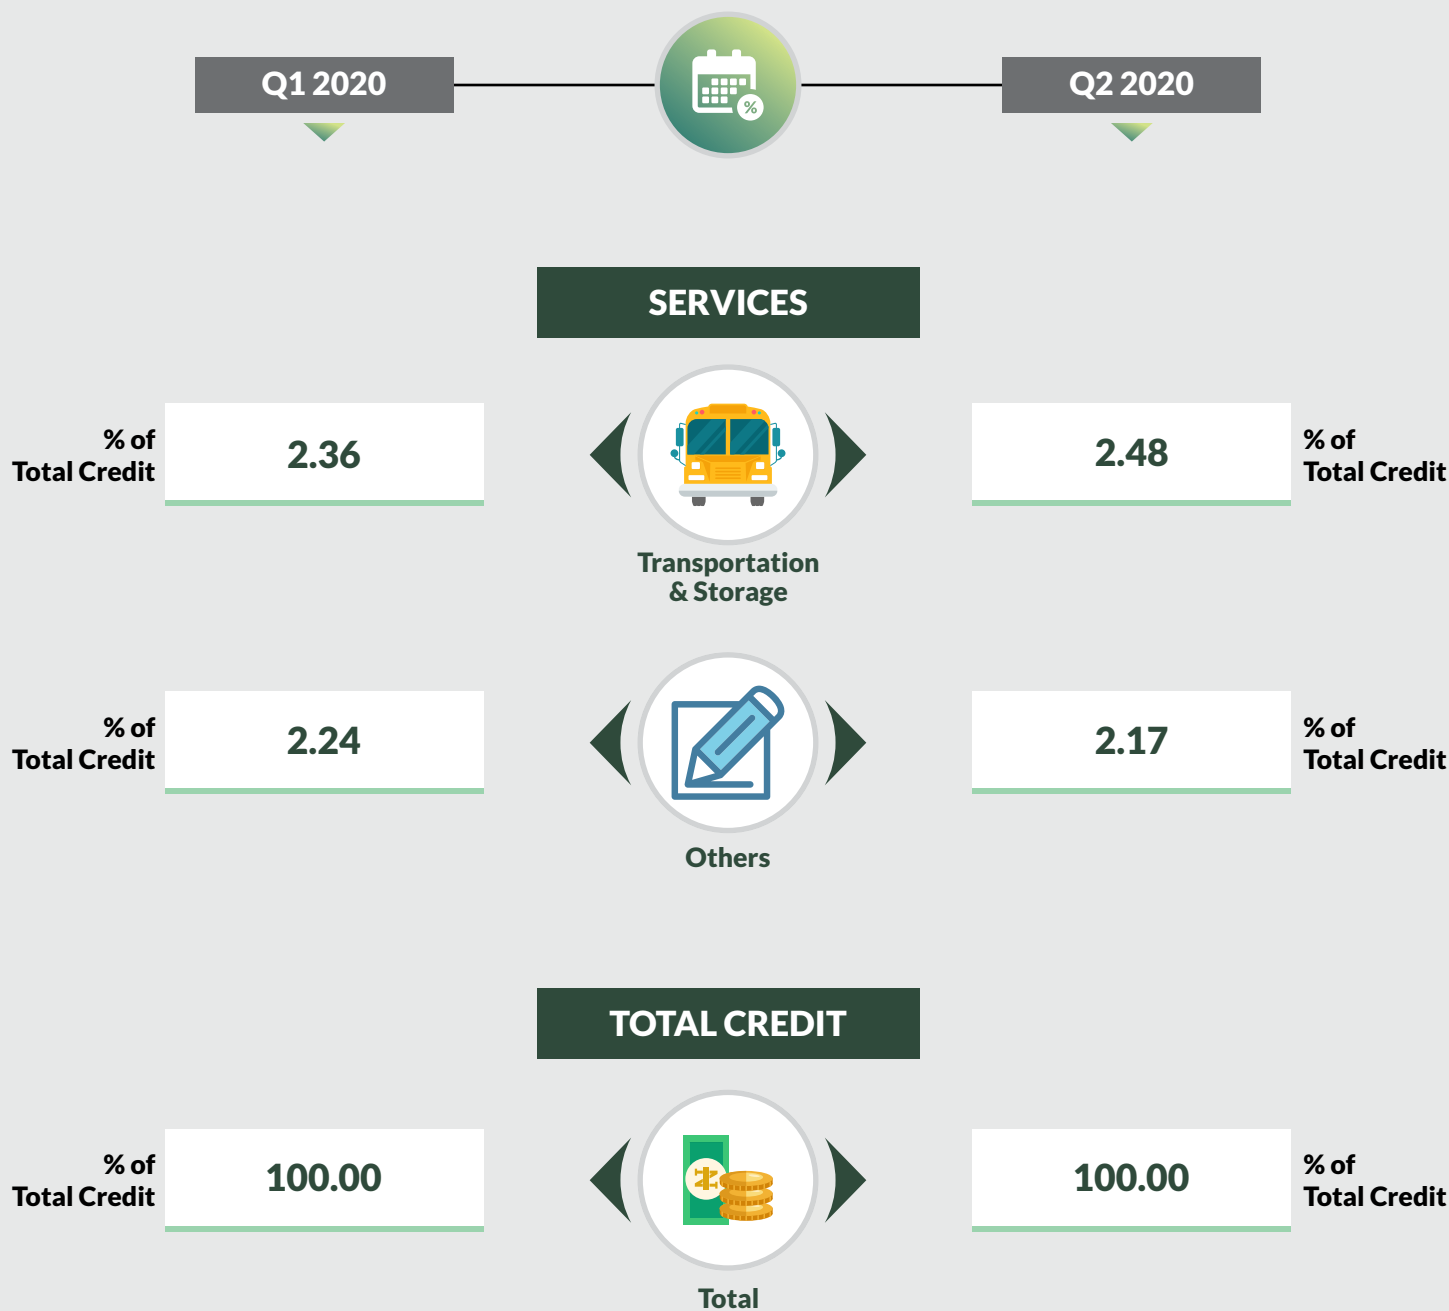 Q1 2020
Q2 2020
%
SERVICES
% of
Total Credit
2.36
2.48
% of
Total Credit
Transportation
& Storage
% of
Total Credit
2.24
2.17
% of
Total Credit
Others
TOTAL CREDIT
% of
Total Credit
100.00
100.00
% of
Total Credit
₦
Total